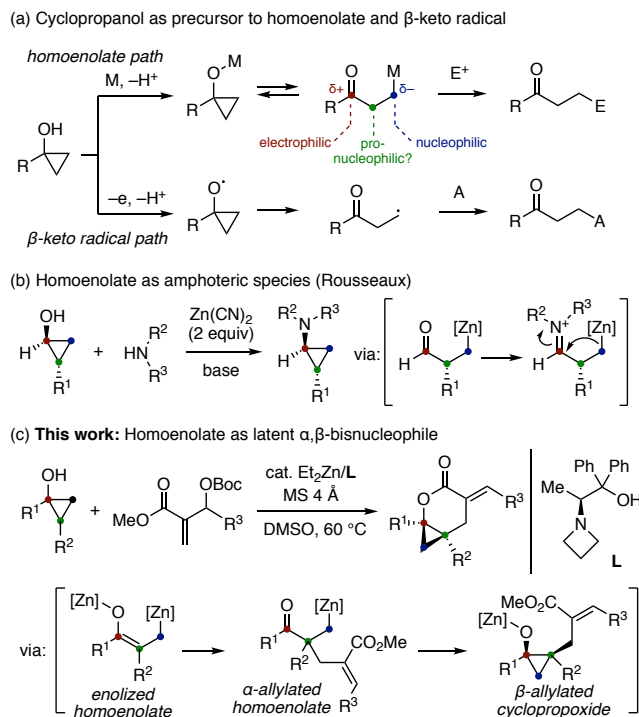 (a) Cyclopropanol as precursor to homoenolate and β-keto radical
homoenolate path
M, –H⁺
O–M
R
O
M
δ+
δ–
R
E⁺
O
R
E
electrophilic
pro-
nucleophilic?
nucleophilic
OH
R
–e, –H⁺
β-keto radical path
O•
R
O
R
A
O
R
A
(b) Homoenolate as amphoteric species (Rousseaux)
OH
H
R¹
+
R²
HN
R³
Zn(CN)₂
(2 equiv)
base
R²
N
R³
H
R¹
via:
O
[Zn]
H
R¹
R²
N⁺
R³
[Zn]
H
R¹
(c) This work: Homoenolate as latent α,β-bisnucleophile
OH
R¹
R²
+
MeO
O
OBoc
R³
cat. Et₂Zn/L
MS 4 Å
DMSO, 60 °C
O
O
R³
R¹
R²
Ph
Ph
Me
OH
N
L
via:
[Zn]
O
[Zn]
R¹
R²
enolized
homoenolate
O
[Zn]
R¹
R²
CO₂Me
R³
α-allylated
homoenolate
MeO₂C
[Zn]
O
R³
R¹
R²
β-allylated
cyclopropoxide